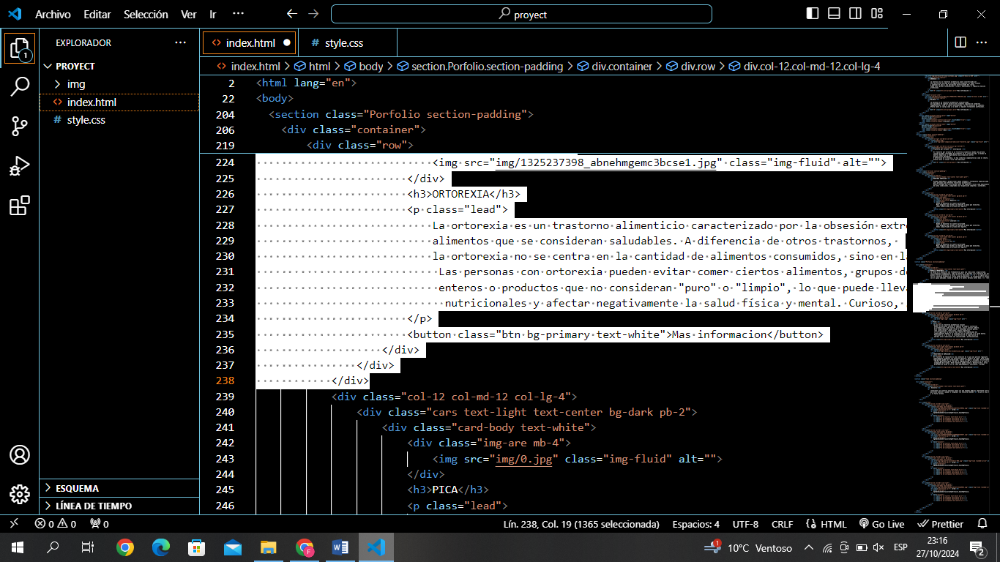 Archivo Editar Selección Ver Ir ··· proyect
EXPLORADOR ···
PROYECT
img
index.html
style.css
ESQUEMA
LÍNEA DE TIEMPO
1
index.html style.css ···
index.html > html > body > section.Porfolio.section-padding > div.container > div.row > div.col-12.col-md-12.col-lg-4
2 <html lang="en">
22 <body>
204 <section class="Porfolio section-padding">
206 <div class="container">
219 <div class="row">
224 <img src="img/1325237398_abnehmgemc3bcse1.jpg" class="img-fluid" alt="">
225 </div>
226 <h3>ORTOREXIA</h3>
227 <p class="lead">
228 La ortorexia es un trastorno alimenticio caracterizado por la obsesión extr
229 alimentos que se consideran saludables. A diferencia de otros trastornos,
230 la ortorexia no se centra en la cantidad de alimentos consumidos, sino en l
231 Las personas con ortorexia pueden evitar comer ciertos alimentos, grupos d
232 enteros o productos que no consideran "puro" o "limpio", lo que puede lleva
233 nutricionales y afectar negativamente la salud física y mental. Curioso,
234 </p>
235 <button class="btn bg-primary text-white">Mas informacion</button>
236 </div>
237 </div>
238 </div>
239 <div class="col-12 col-md-12 col-lg-4">
240 <div class="cars text-light text-center bg-dark pb-2">
241 <div class="card-body text-white">
242 <div class="img-are mb-4">
243 <img src="img/0.jpg" class="img-fluid" alt="">
244 </div>
245 <h3>PICA</h3>
246 <p class="lead">
0 0 0 Lín. 238, Col. 19 (1365 seleccionada) Espacios: 4 UTF-8 CRLF HTML Go Live Prettier
1 10°C Ventoso ESP 23:16
27/10/2024 2